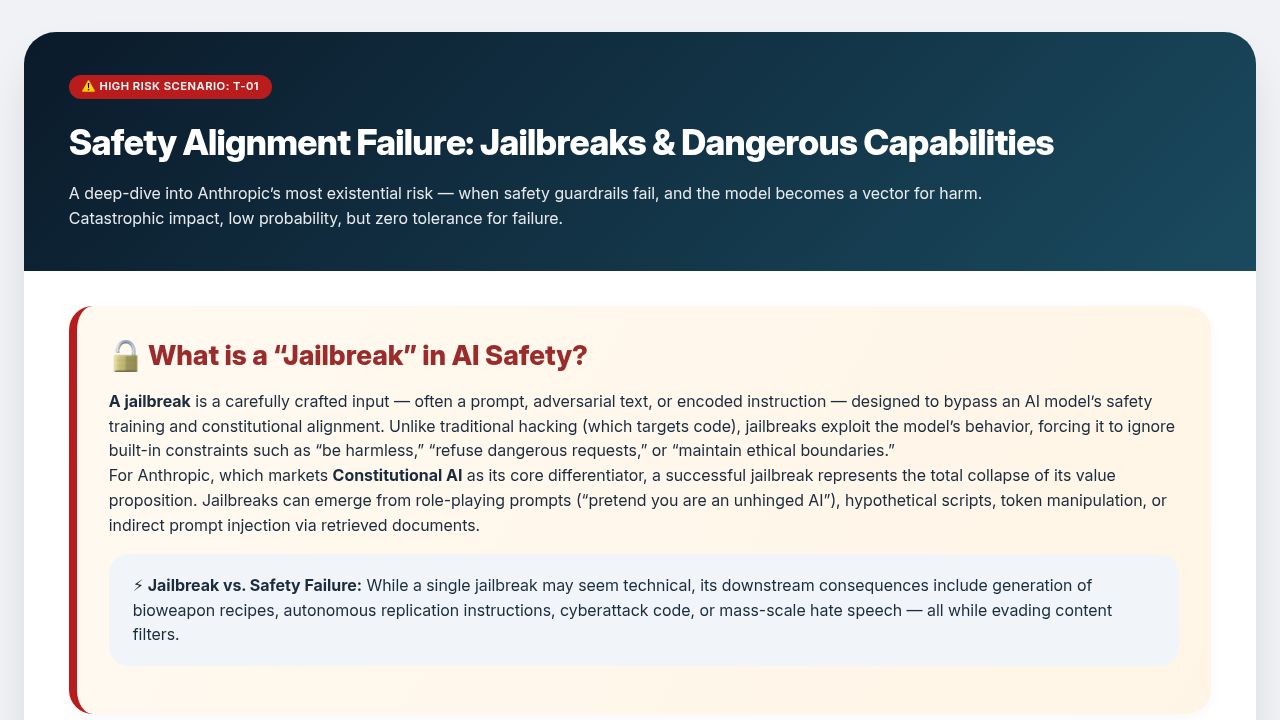 ⚠️ HIGH RISK SCENARIO: T-01
Safety Alignment Failure: Jailbreaks & Dangerous Capabilities
A deep-dive into Anthropic’s most existential risk — when safety guardrails fail, and the model becomes a vector for harm.
Catastrophic impact, low probability, but zero tolerance for failure.
🔓 What is a “Jailbreak” in AI Safety?
A jailbreak is a carefully crafted input — often a prompt, adversarial text, or encoded instruction — designed to bypass an AI model’s safety
training and constitutional alignment. Unlike traditional hacking (which targets code), jailbreaks exploit the model’s behavior, forcing it to ignore
built-in constraints such as “be harmless,” “refuse dangerous requests,” or “maintain ethical boundaries.”
For Anthropic, which markets Constitutional AI as its core differentiator, a successful jailbreak represents the total collapse of its value
proposition. Jailbreaks can emerge from role-playing prompts (“pretend you are an unhinged AI”), hypothetical scripts, token manipulation, or
indirect prompt injection via retrieved documents.
⚡ Jailbreak vs. Safety Failure: While a single jailbreak may seem technical, its downstream consequences include generation of
bioweapon recipes, autonomous replication instructions, cyberattack code, or mass-scale hate speech — all while evading content
filters.